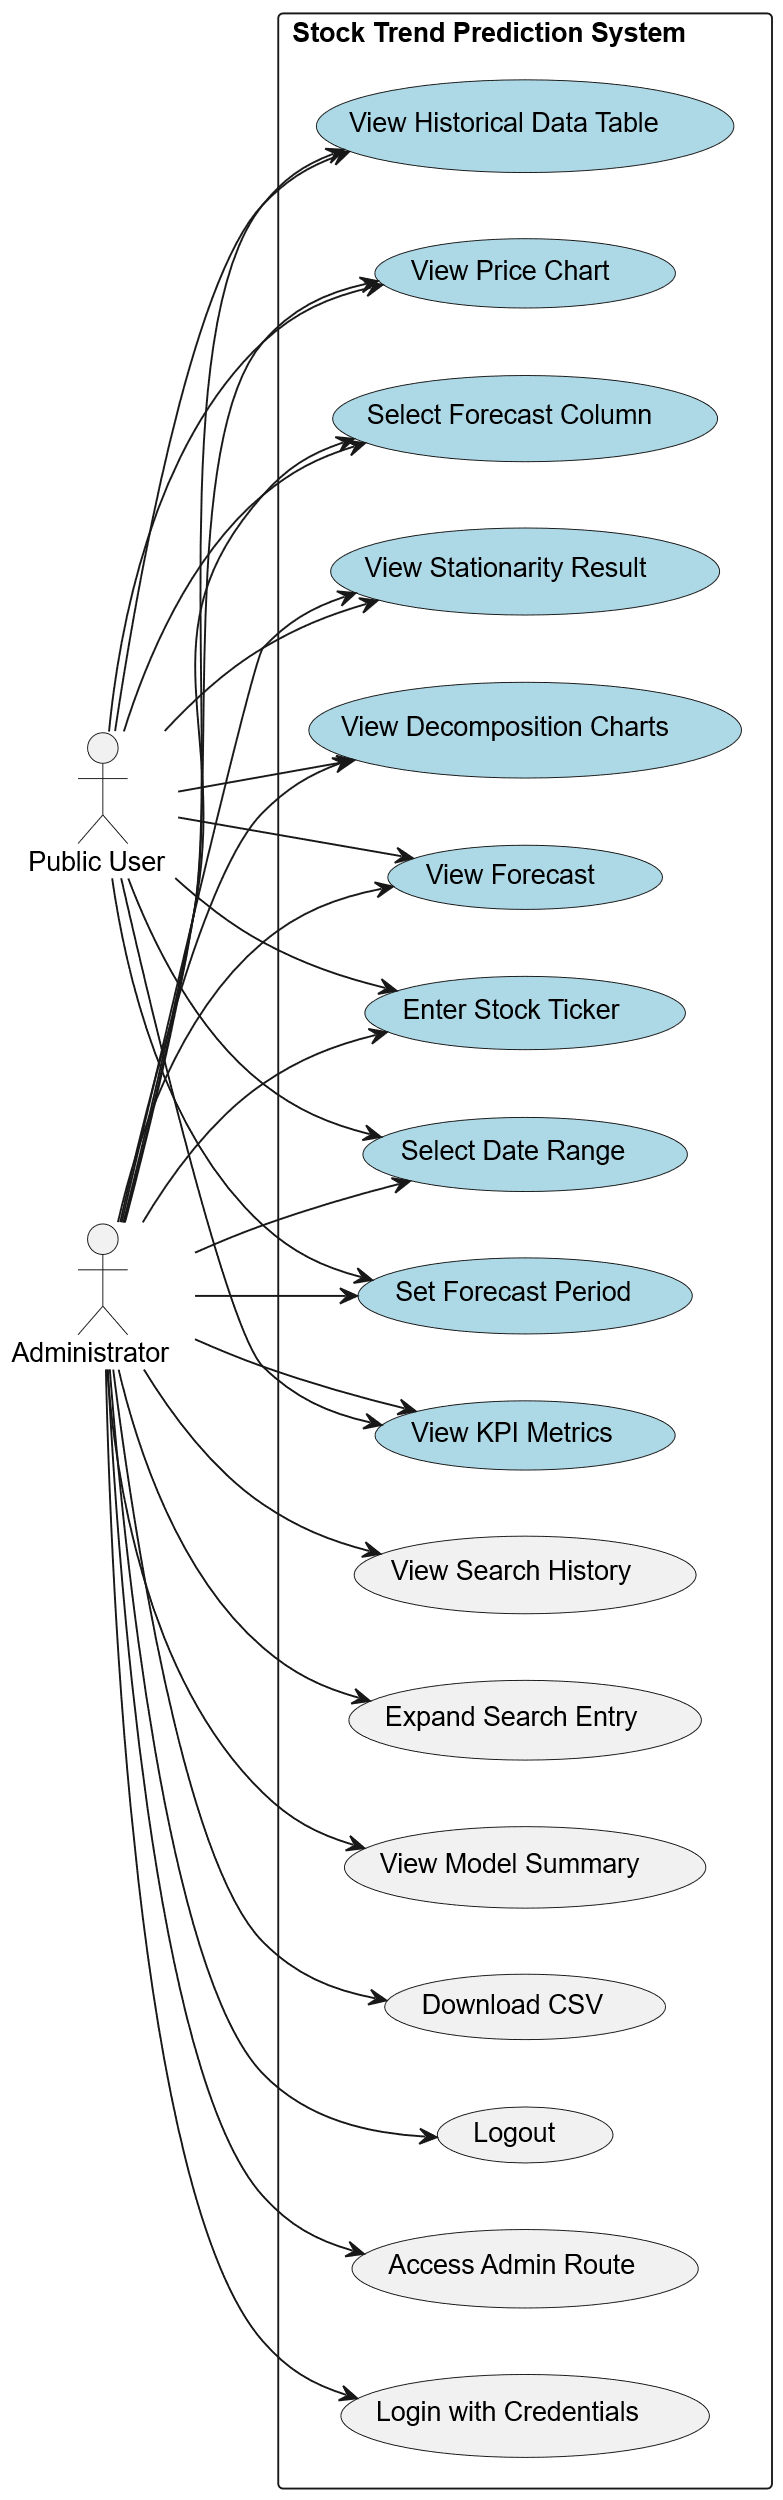 Stock Trend Prediction System
View Historical Data Table
View Price Chart
Select Forecast Column
View Stationarity Result
View Decomposition Charts
Public User
View Forecast
Enter Stock Ticker
Select Date Range
Set Forecast Period
Administrator
View KPI Metrics
View Search History
Expand Search Entry
View Model Summary
Download CSV
Logout
Access Admin Route
Login with Credentials